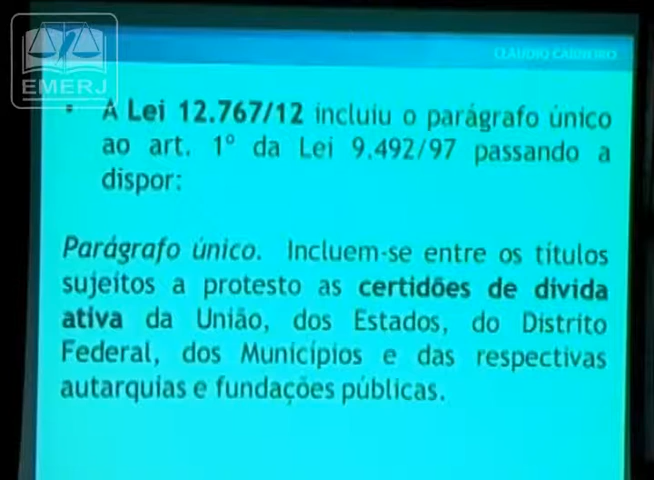 CLAUDIO CARNEIRO
EMERJ
• A Lei 12.767/12 incluiu o parágrafo único
ao art. 1º da Lei 9.492/97 passando a
dispor:
Parágrafo único. Incluem-se entre os títulos
sujeitos a protesto as certidões de divida
ativa da União, dos Estados, do Distrito
Federal, dos Municípios e das respectivas
autarquias e fundações públicas.